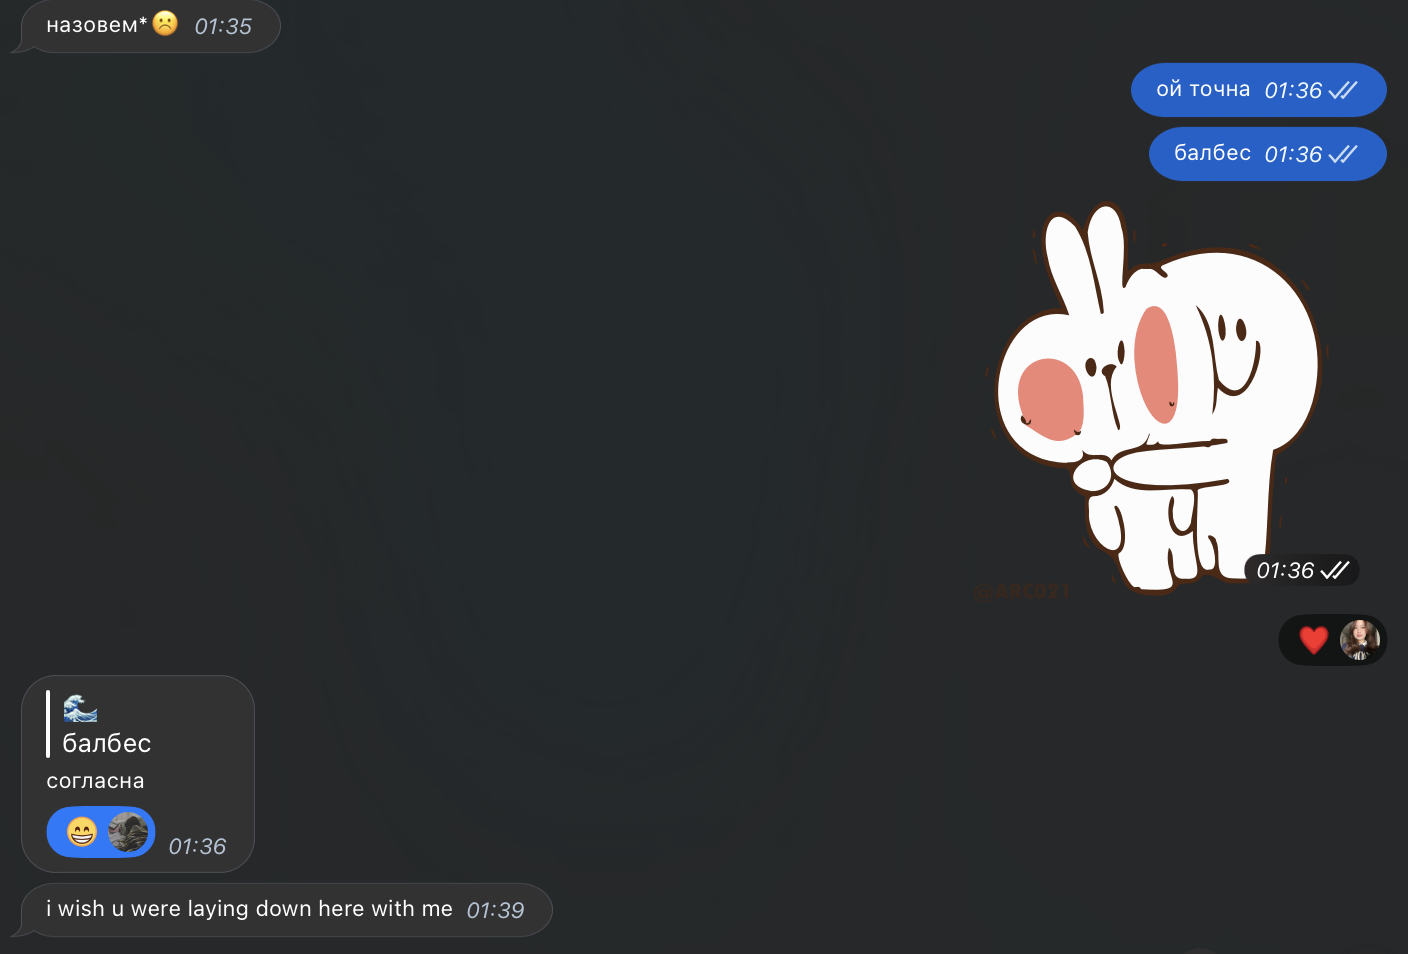 назовем*☹️ 01:35
ой точна 01:36
балбес 01:36
@ARC021
01:36
балбес
согласна
01:36
i wish u were laying down here with me 01:39